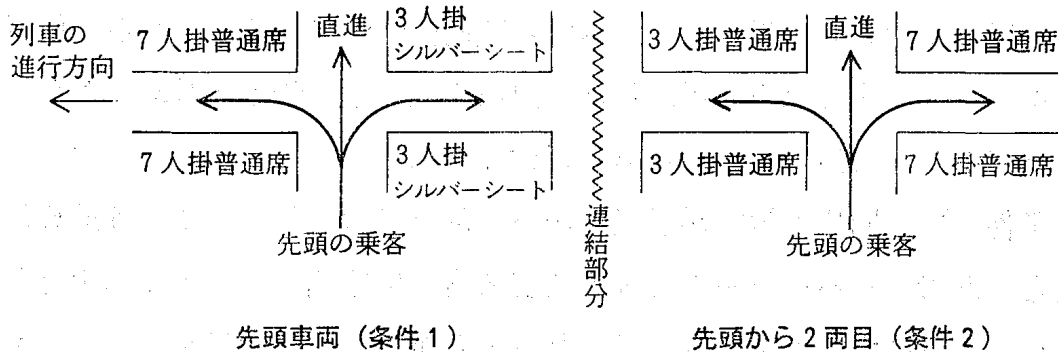 列車の
進行方向
7人掛普通席
直進
3人掛
シルバーシート
7人掛普通席
3人掛
シルバーシート
先頭の乗客
先頭車両（条件1）
連結部分
3人掛普通席
直進
7人掛普通席
3人掛普通席
7人掛普通席
先頭の乗客
先頭から2両目（条件2）